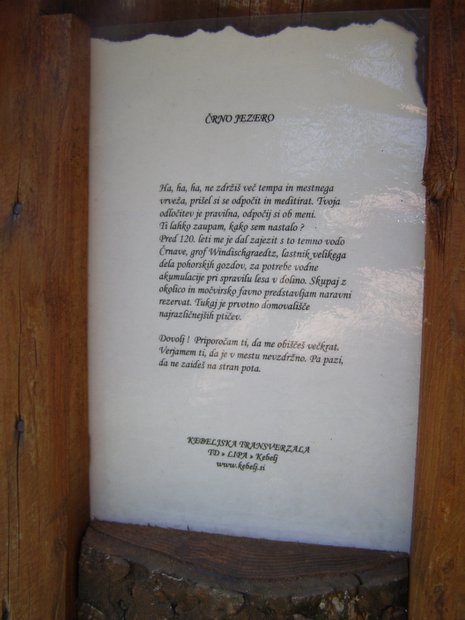 ČRNO JEZERO
Ha, ha, ha, ne zdržiš več tempa in mestnega
vrveža, prišel si se odpočit in meditirat. Tvoja
odločitev je pravilna, odpočij si ob meni.
Ti lahko zaupam, kako sem nastalo ?
Pred 120. leti me je dal zajezit s to temno vodo
Črnave, grof Windischgraedtz, lastnik velikega
dela pohorskih gozdov, za potrebe vodne
akumulacije pri spravilu lesa v dolino. Skupaj z
okolico in močvirsko favno predstavljam naravni
rezervat. Tukaj je prvotno domovališče
najrazličnejših ptičev.
Dovolj ! Priporočam ti, da me obiščeš večkrat.
Verjamem ti, da je v mestu nevzdržno. Pa pazi,
da ne zaideš na stran pota.
KEBELJSKA TRANSVERZALA
TD » LIPA » Kebelj
www.kebelj.si